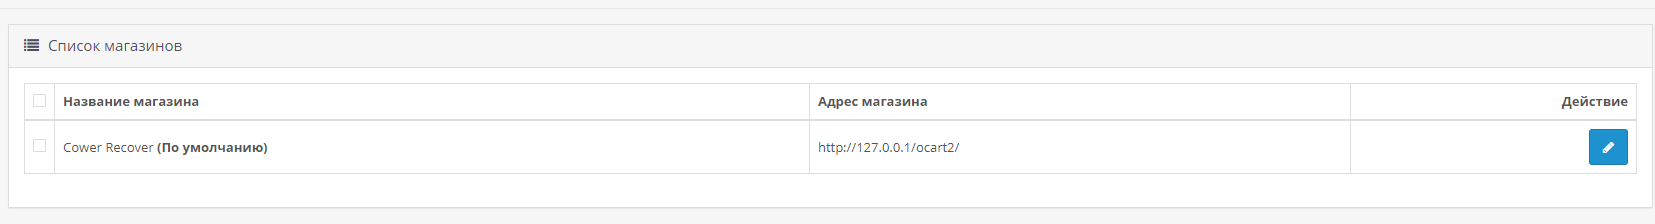 Список магазинов
Название магазина Адрес магазина Действие
Cower Recover (По умолчанию) http://127.0.0.1/ocart2/